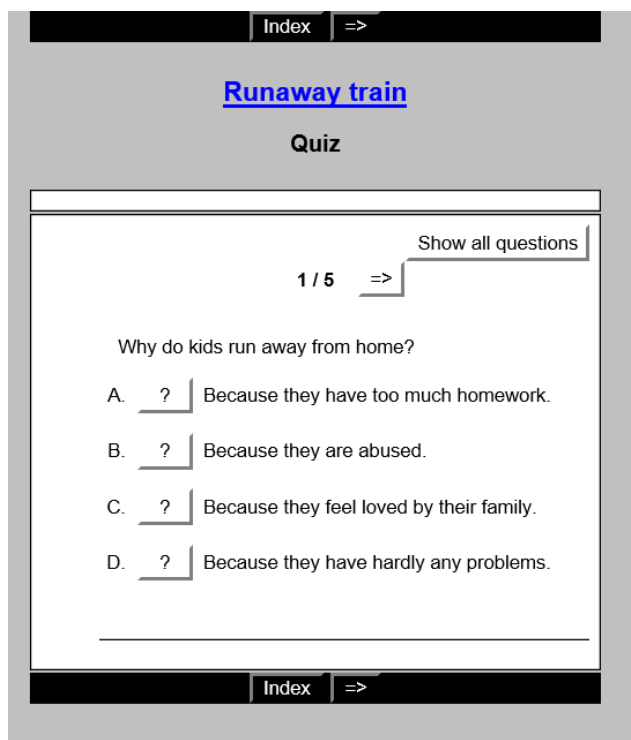 Index =>
Runaway train
Quiz
Show all questions
1 / 5 =>
Why do kids run away from home?
A. ? Because they have too much homework.
B. ? Because they are abused.
C. ? Because they feel loved by their family.
D. ? Because they have hardly any problems.
Index =>